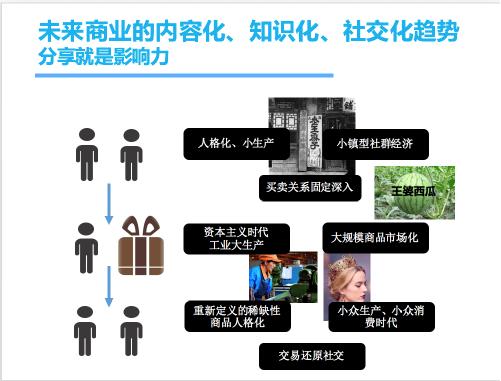 未来商业的内容化、知识化、社交化趋势
分享就是影响力
人格化、小生产
小镇型社群经济
买卖关系固定深入
王婆西瓜
资本主义时代
工业大生产
大规模商品市场化
重新定义的稀缺性
商品人格化
小众生产、小众消
费时代
交易还原社交